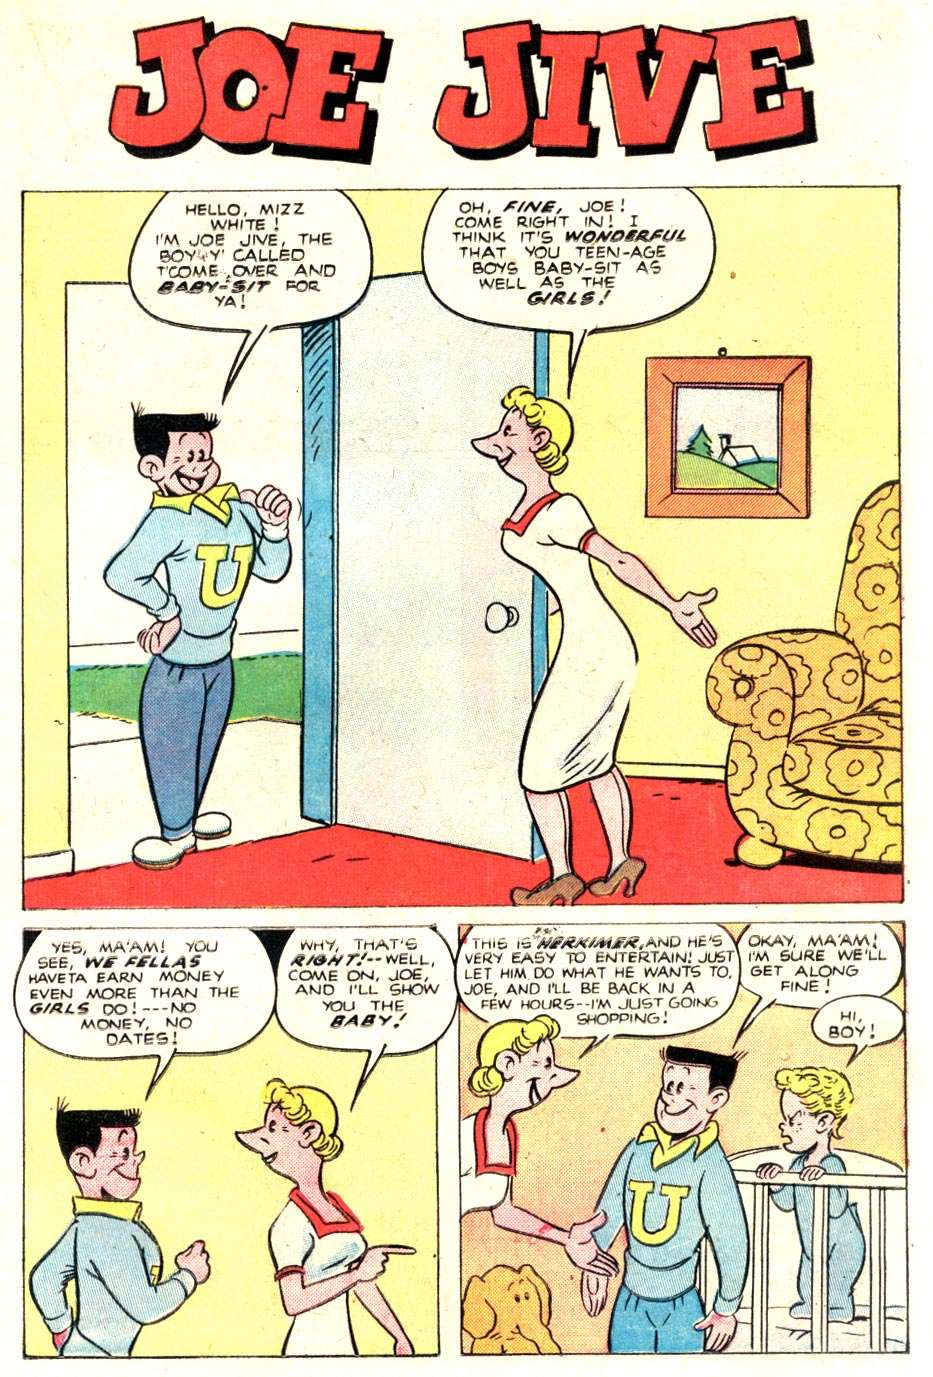 JOE JIVE
HELLO, MIZZ
WHITE!
I'M JOE JIVE, THE
BOY Y' CALLED
T'COME OVER AND
BABY-SIT FOR
YA!
OH, FINE, JOE!
COME RIGHT IN! I
THINK IT'S WONDERFUL
THAT YOU TEEN-AGE
BOYS BABY-SIT AS
WELL AS THE
GIRLS!
U
YES, MA'AM! YOU
SEE, WE FELLAS
HAVETA EARN MONEY
EVEN MORE THAN THE
GIRLS DO!---NO
MONEY, NO
DATES!
WHY, THAT'S
RIGHT!--WELL,
COME ON, JOE,
AND I'LL SHOW
YOU THE
BABY!
THIS IS HERKIMER, AND HE'S
VERY EASY TO ENTERTAIN! JUST
LET HIM DO WHAT HE WANTS TO,
JOE, AND I'LL BE BACK IN A
FEW HOURS--I'M JUST GOING
SHOPPING!
OKAY, MA'AM!
I'M SURE WE'LL
GET ALONG
FINE!
HI,
BOY!
U